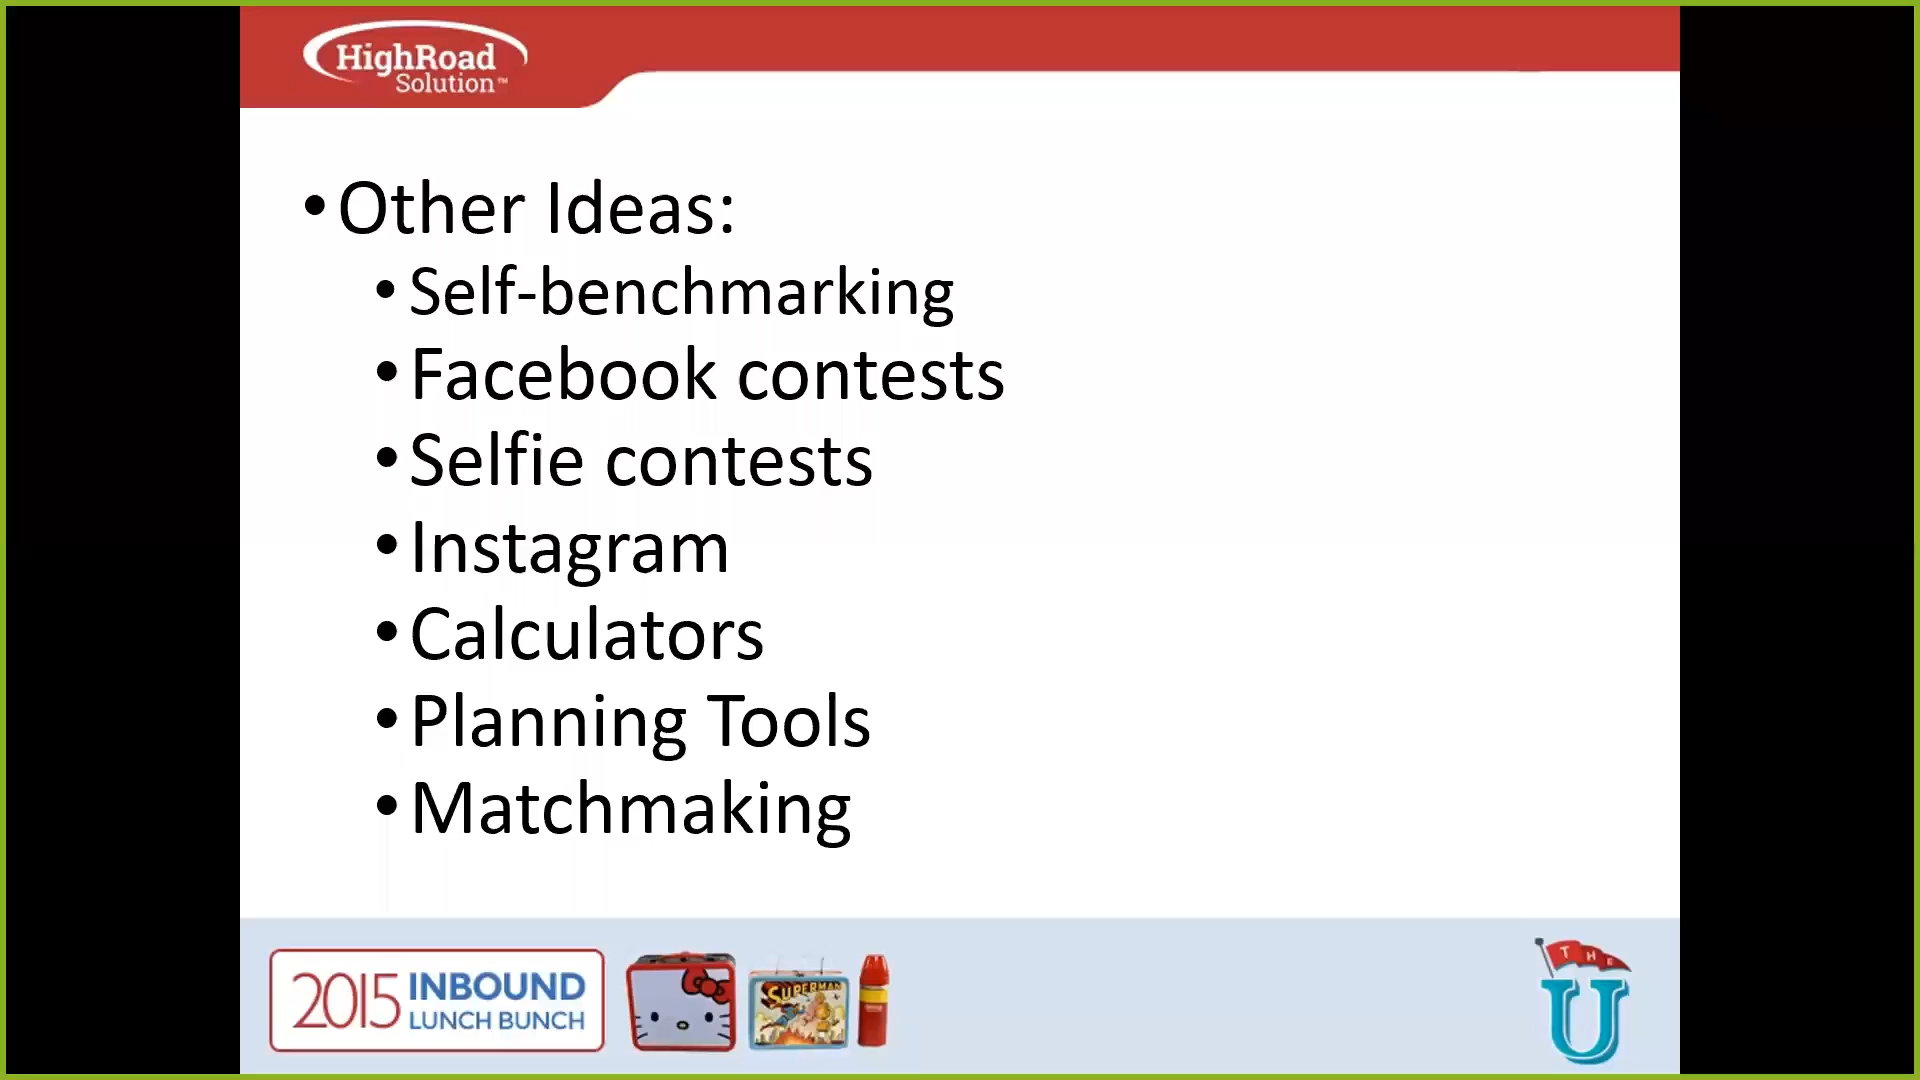 HighRoad
Solution™
• Other Ideas:
• Self-benchmarking
• Facebook contests
• Selfie contests
• Instagram
• Calculators
• Planning Tools
• Matchmaking
2015 INBOUND
LUNCH BUNCH
SUPERMAN
THE
U